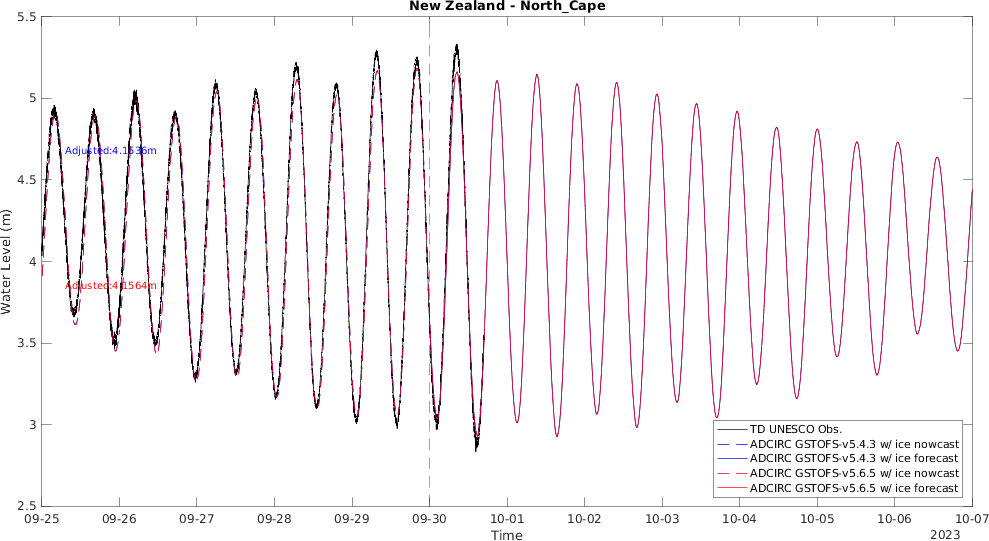 New Zealand - North_Cape
5.5
5
4.5
4
3.5
3
2.5
Water Level (m)
Adjusted:4.1536m
Adjusted:4.1564m
TD UNESCO Obs.
ADCIRC GSTOFS-v5.4.3 w/ ice nowcast
ADCIRC GSTOFS-v5.4.3 w/ ice forecast
ADCIRC GSTOFS-v5.6.5 w/ ice nowcast
ADCIRC GSTOFS-v5.6.5 w/ ice forecast
09-25 09-26 09-27 09-28 09-29 09-30 10-01 10-02 10-03 10-04 10-05 10-06 10-07
Time
2023